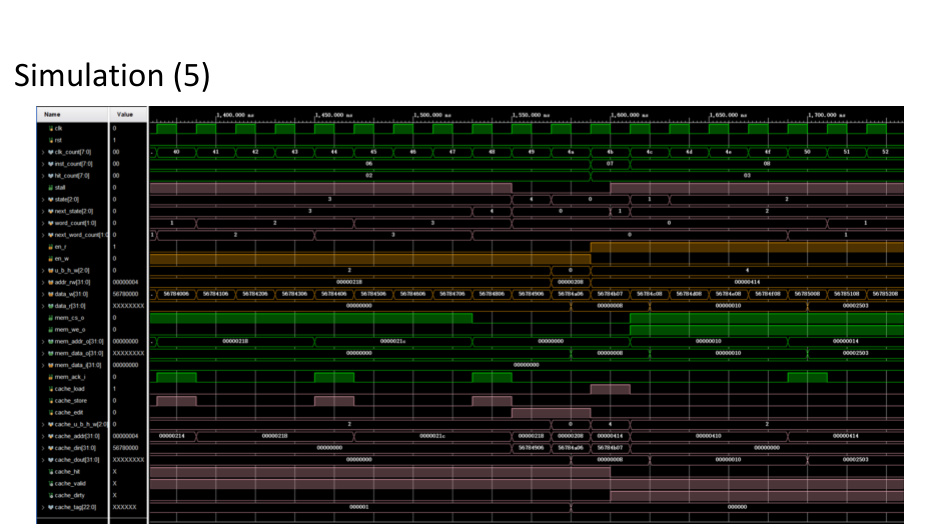 Simulation (5)
Name Value 1,400.000 ns 1,450.000 ns 1,500.000 ns 1,550.000 ns 1,600.000 ns 1,650.000 ns 1,700.000 ns
clk 0
rst 1
clk_count[7:0] 00 40 41 42 43 44 45 46 47 48 49 4a 4b 4c 4d 4e 4f 50 51 52
inst_count[7:0] 00 06 07 08
hit_count[7:0] 00 02 03
stall 0
state[2:0] 0 3 4 0 1 2
next_state[2:0] 0 3 4 0 1 2
word_count[1:0] 0 1 2 3 0 1
next_word_count[1:0 0 1 2 3 0 1
en_r 1
en_w 0
u_b_h_w[2:0] 0 2 0 4
addr_rw[31:0] 00000004 00000218 00000208 00000414
data_w[31:0] 56780000 56784006 56784106 56784206 56784306 56784406 56784506 56784606 56784706 56784806 56784906 56784a06 56784b07 56784c08 56784d08 56784e08 56784f08 56785008 56785108 56785208
data_r[31:0] XXXXXXXX 00000000 00000008 00000010 00002503
mem_cs_o 0
mem_we_o 0
mem_addr_o[31:0] 00000000 00000218 0000021c 00000000 00000010 00000014
mem_data_o[31:0] XXXXXXXX 00000000 00000008 00000010 00002503
mem_data_i[31:0] 00000000 00000000
mem_ack_i 0
cache_load 1
cache_store 0
cache_edit 0
cache_u_b_h_w[2:0 0 2 0 4 2
cache_addr[31:0] 00000004 00000214 00000218 0000021c 00000218 00000208 00000414 00000410 00000414
cache_din[31:0] 56780000 00000000 56784906 56784a06 56784b07 00000000
cache_dout[31:0] XXXXXXXX 00000000 00000008 00000010 00002503
cache_hit X
cache_valid X
cache_dirty X
cache_tag[22:0] XXXXXX 000001 000000